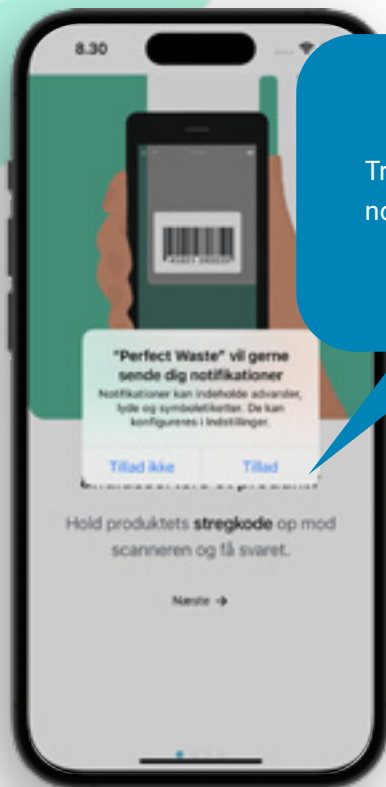 8.30
Tr
no
"Perfect Waste" vil gerne
sende dig notifikationer
Notifikationer kan indeholde advarsler,
lyde og symboletiketter. De kan
konfigureres i Indstillinger.
Tillad ikke
Tillad
Hold produktets stregkode op mod
scanneren og få svaret.
Næste →